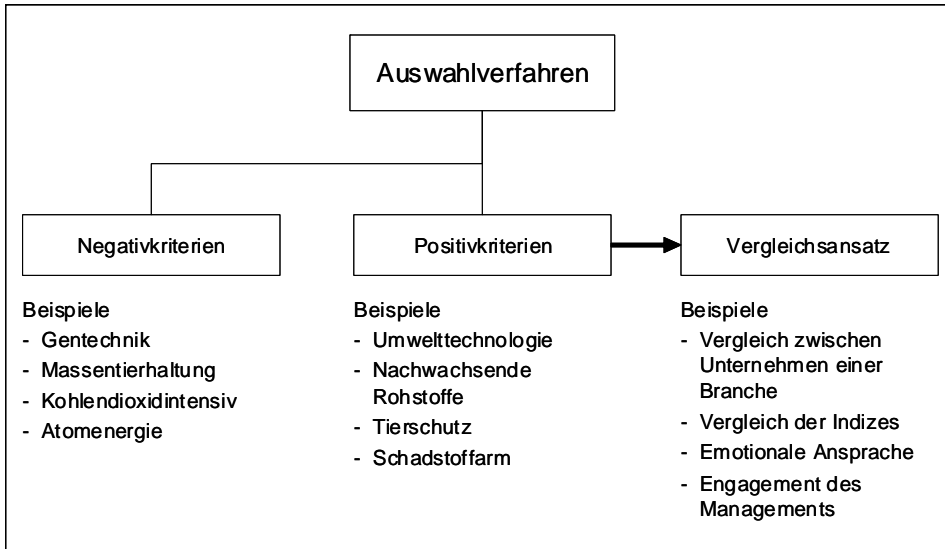 Auswahlverfahren
Negativkriterien
Positivkriterien
Vergleichsansatz
Beispiele
- Gentechnik
- Massentierhaltung
- Kohlendioxidintensiv
- Atomenergie
Beispiele
- Umwelttechnologie
- Nachwachsende
Rohstoffe
- Tierschutz
- Schadstoffarm
Beispiele
- Vergleich zwischen
Unternehmen einer
Branche
- Vergleich der Indizes
- Emotionale Ansprache
- Engagement des
Managements